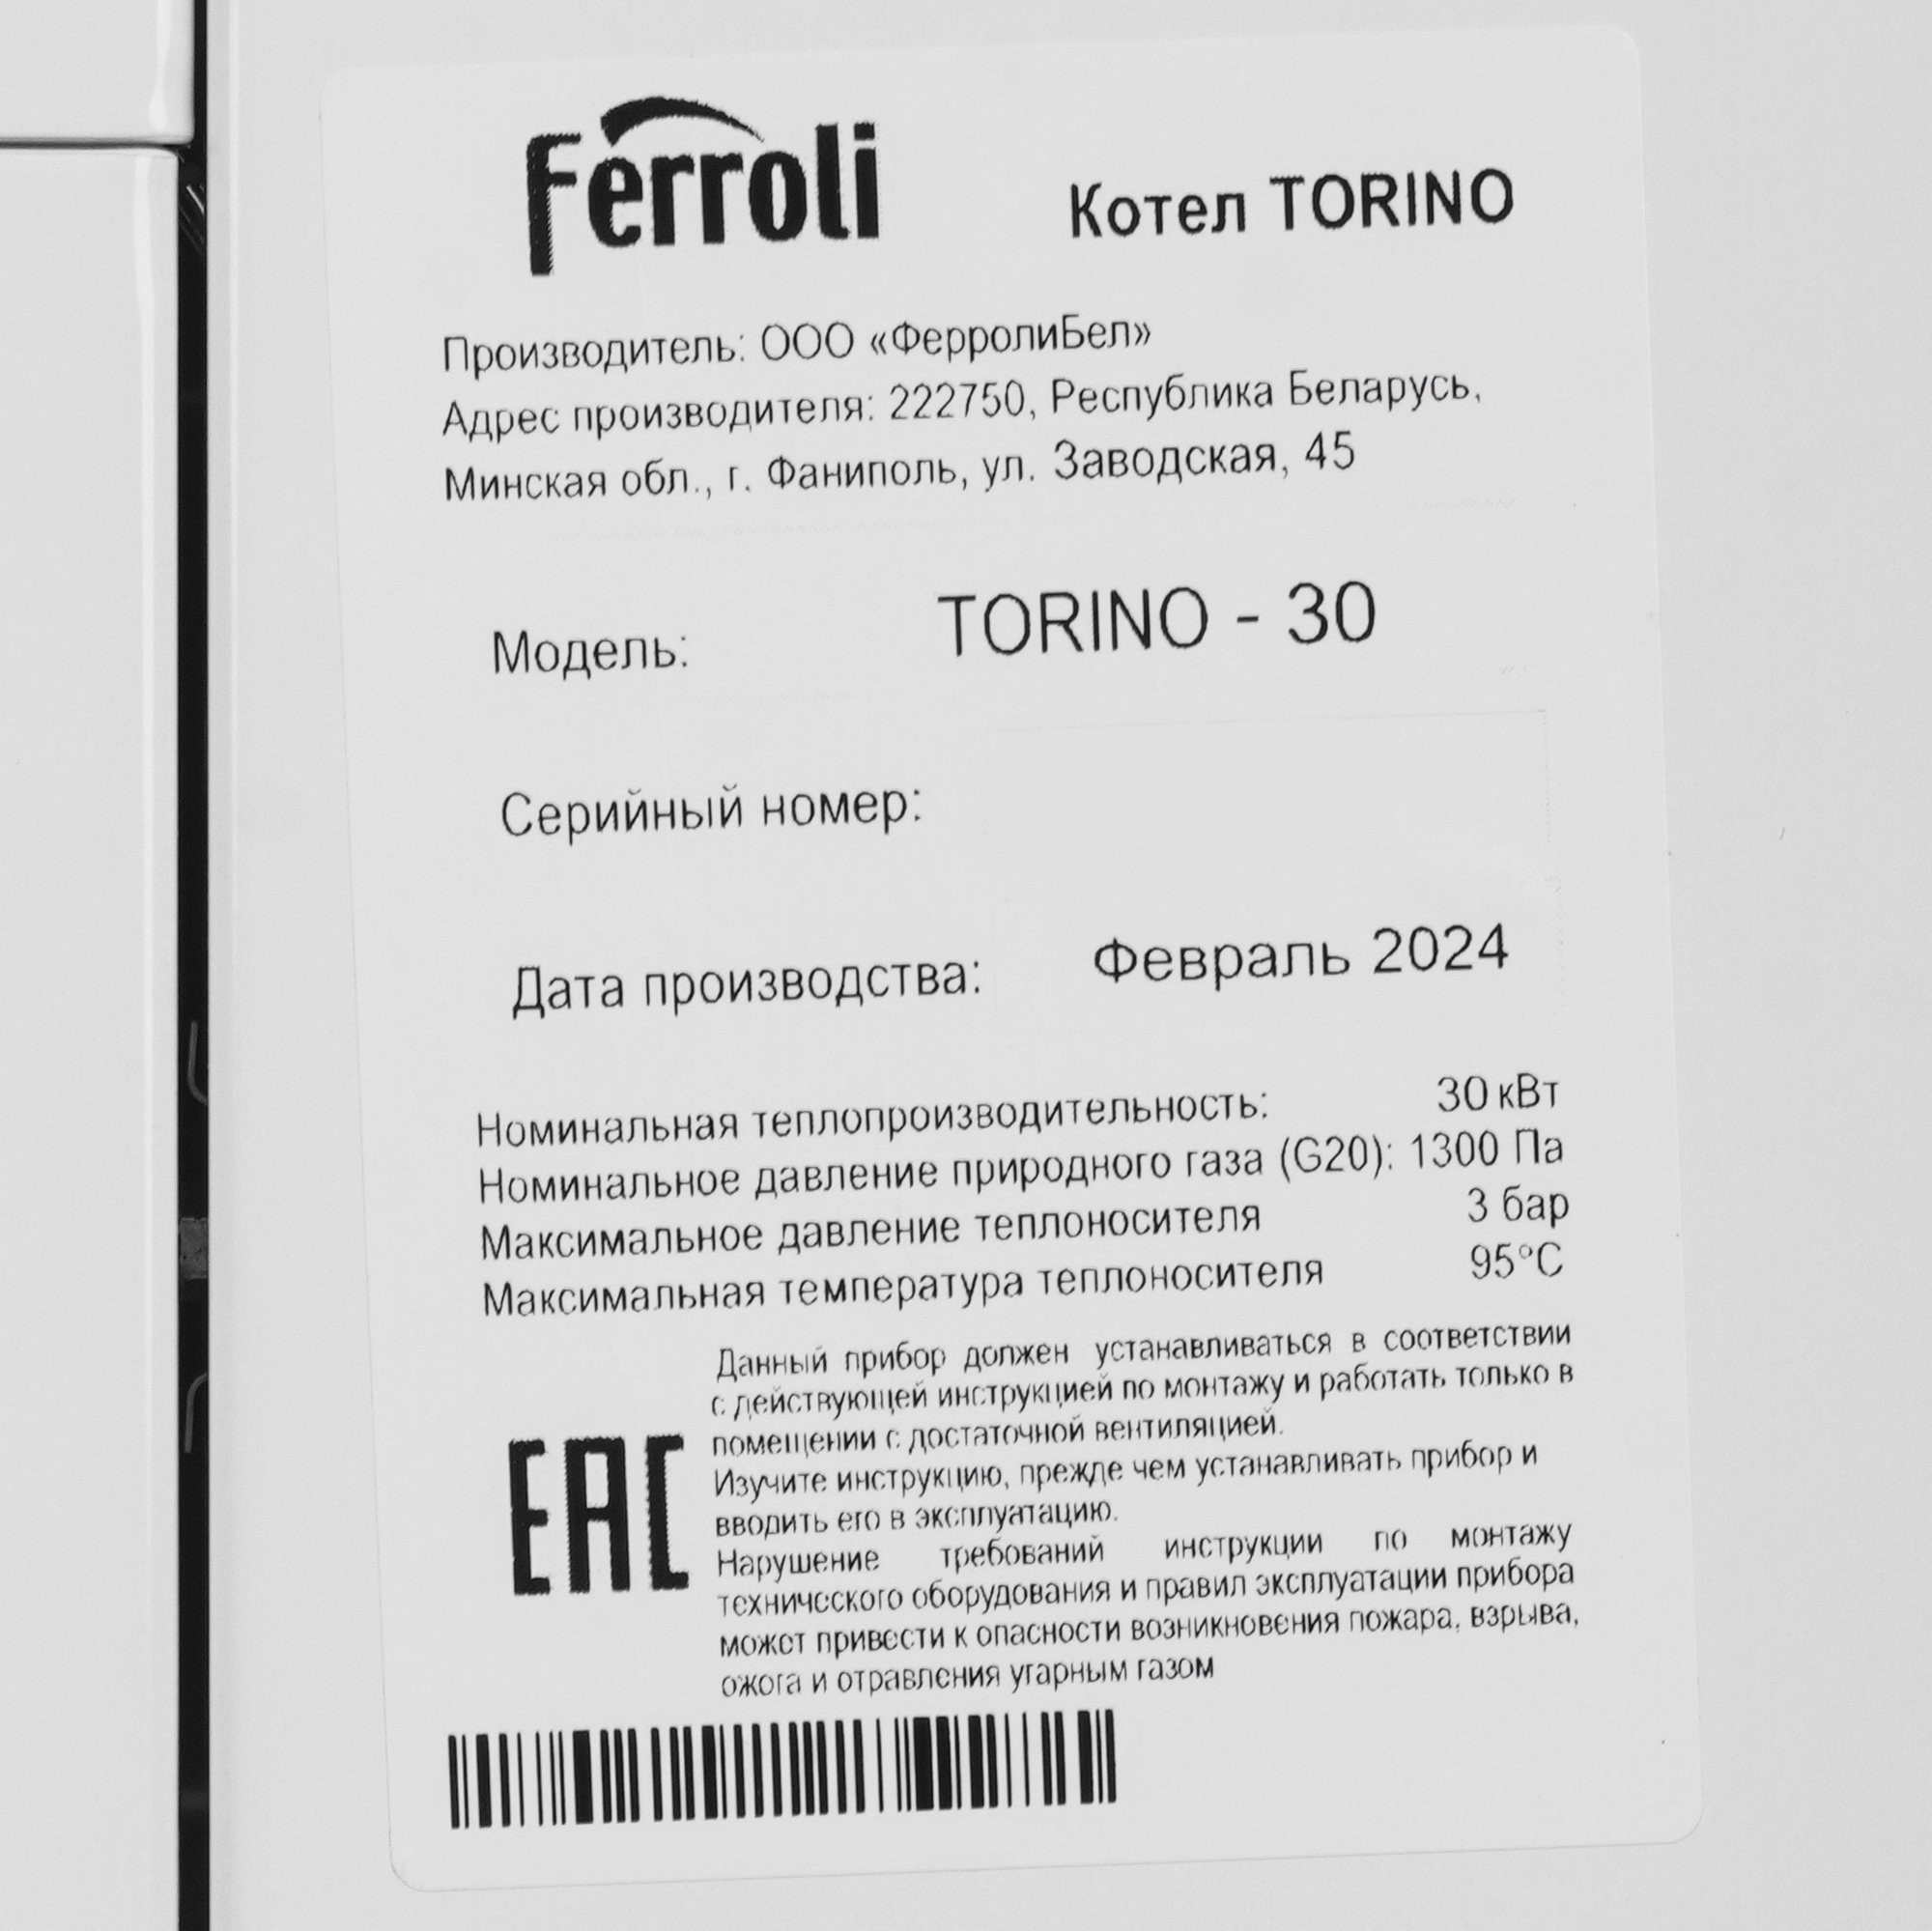 Ferroli
Котел TORINO
Производитель: ООО «ФерролиБел»
Адрес производителя: 222750, Республика Беларусь,
Минская обл., г. Фаниполь, ул. Заводская, 45
Модель: TORINO - 30
Серийный номер:
Дата производства: Февраль 2024
Номинальная теплопроизводительность: 30 кВт
Номинальное давление природного газа (G20): 1300 Па
Максимальное давление теплоносителя 3 бар
Максимальная температура теплоносителя 95°C
Данный прибор должен устанавливаться в соответствии
с действующей инструкцией по монтажу и работать только в
помещении с достаточной вентиляцией.
Изучите инструкцию, прежде чем устанавливать прибор и
вводить его в эксплуатацию.
Нарушение требований инструкции по монтажу
технического оборудования и правил эксплуатации прибора
может привести к опасности возникновения пожара, взрыва,
ожога и отравления угарным газом
EAC